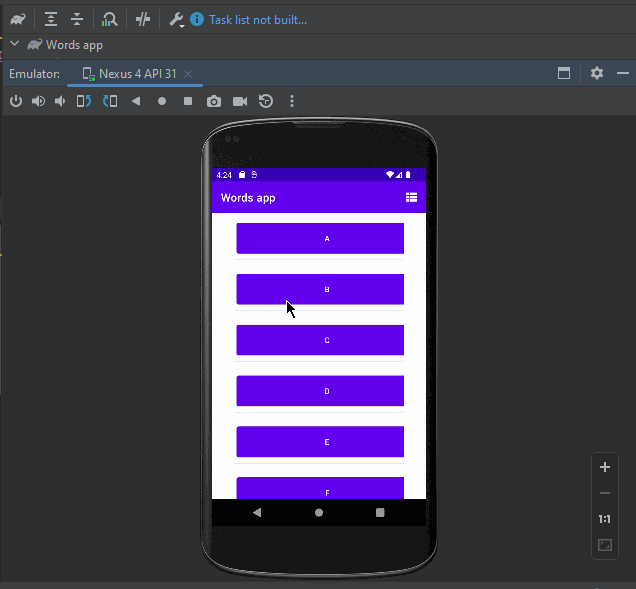 Task list not built...
Words app
Emulator:
Nexus 4 API 31
4:24
Words app
A
B
C
D
E
F
1:1